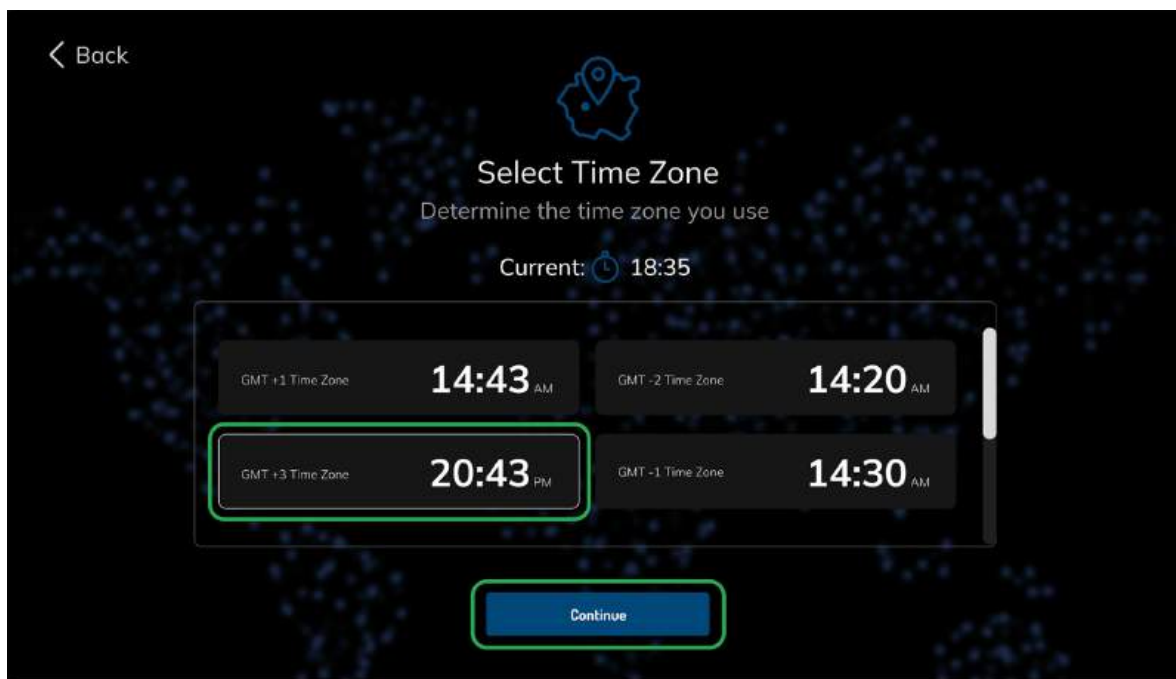 Back
Select Time Zone
Determine the time zone you use
Current: 18:35
GMT +1 Time Zone 14:43 AM
GMT -2 Time Zone 14:20 AM
GMT +3 Time Zone 20:43 PM
GMT -1 Time Zone 14:30 AM
Continue